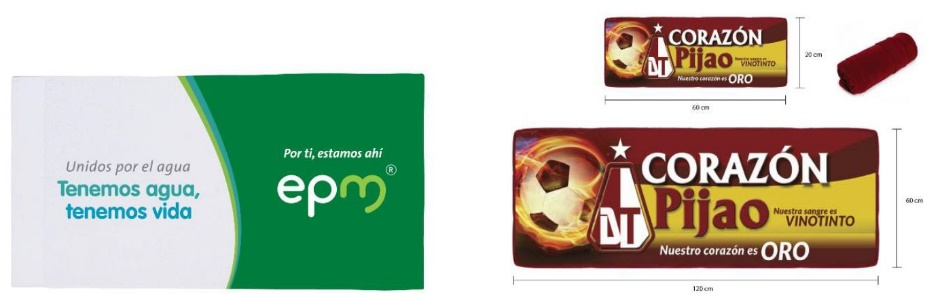 Unidos por el agua
Tenemos agua,
tenemos vida
Por ti, estamos ahí
epm®
CORAZÓN
Pijao
Nuestra sangre es
VINOTINTO
Nuestro corazón es ORO
DT
20 cm
60 cm
CORAZÓN
Pijao
Nuestra sangre es
VINOTINTO
Nuestro corazón es ORO
DT
60 cm
120 cm